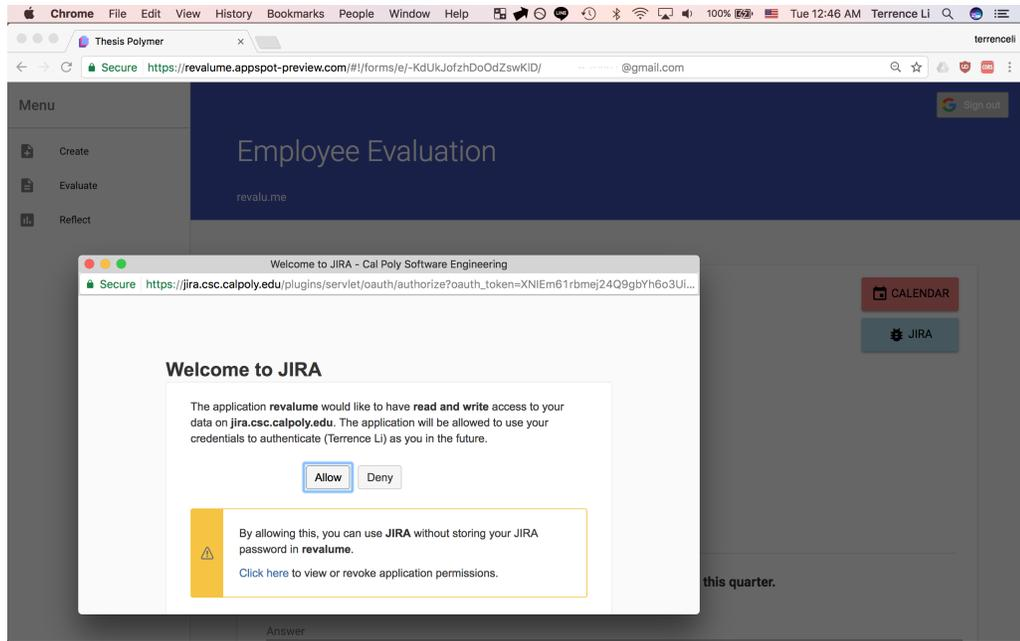 Chrome File Edit View History Bookmarks People Window Help 100% Tue 12:46 AM Terrence Li
Thesis Polymer
terrenceli
Secure https://revalume.appspot-preview.com/#!/forms/e/-KdUkJofzhDoOdZswKlD/ @gmail.com
Menu
Sign out
Create
Evaluate
Reflect
Employee Evaluation
revalu.me
Welcome to JIRA - Cal Poly Software Engineering
Secure https://jira.csc.calpoly.edu/plugins/servlet/oauth/authorize?oauth_token=XNlEm61rbmej24Q9gbYh6o3Ui...
CALENDAR
JIRA
Welcome to JIRA
The application revalume would like to have read and write access to your
data on jira.csc.calpoly.edu. The application will be allowed to use your
credentials to authenticate (Terrence Li) as you in the future.
Allow Deny
By allowing this, you can use JIRA without storing your JIRA
password in revalume.
Click here to view or revoke application permissions.
this quarter.
Answer